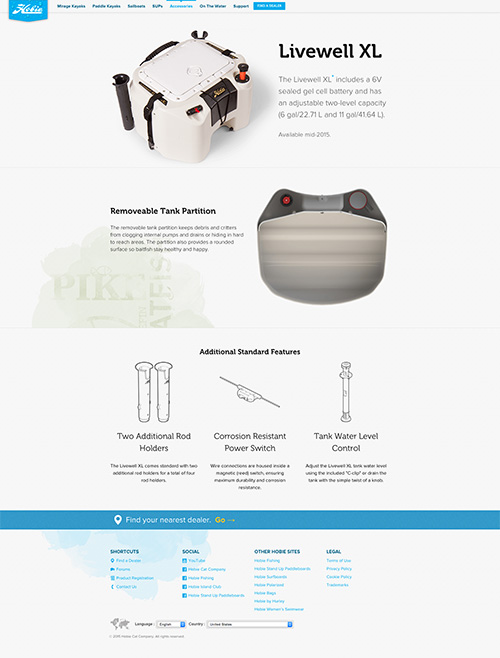 Hobie
Mirage Kayaks Paddle Kayaks Sailboats SUPs Accessories On The Water Support FIND A DEALER
Livewell XL
The Livewell XL* includes a 6V
sealed gel cell battery and has
an adjustable two-level capacity
(6 gal/22.71 L and 11 gal/41.64 L).
Available mid-2015.
Removeable Tank Partition
The removable tank partition keeps debris and critters
from clogging internal pumps and drains or hiding in hard
to reach areas. The partition also provides a rounded
surface so baitfish stay healthy and happy.
PIKE
Additional Standard Features
Two Additional Rod
Holders
The Livewell XL comes standard with two
additional rod holders for a total of four
rod holders.
Corrosion Resistant
Power Switch
Wire connections are housed inside a
magnetic (reed) switch, ensuring
maximum durability and corrosion
resistance.
Tank Water Level
Control
Adjust the Livewell XL tank water level
using the included "C-clip" or drain the
tank with the simple twist of a knob.
Find your nearest dealer. Go →
SHORTCUTS
Find a Dealer
Forums
Product Registration
Contact Us
SOCIAL
YouTube
Hobie Cat Company
Hobie Fishing
Hobie Island Club
Hobie Stand Up Paddleboards
OTHER HOBIE SITES
Hobie Fishing
Hobie Stand Up Paddleboards
Hobie Surfboards
Hobie Polarized
Hobie Bags
Hobie by Hurley
Hobie Women's Swimwear
LEGAL
Terms of Use
Privacy Policy
Cookie Policy
Trademarks
Language : English Country : United States
© 2015 Hobie Cat Company. All rights reserved.